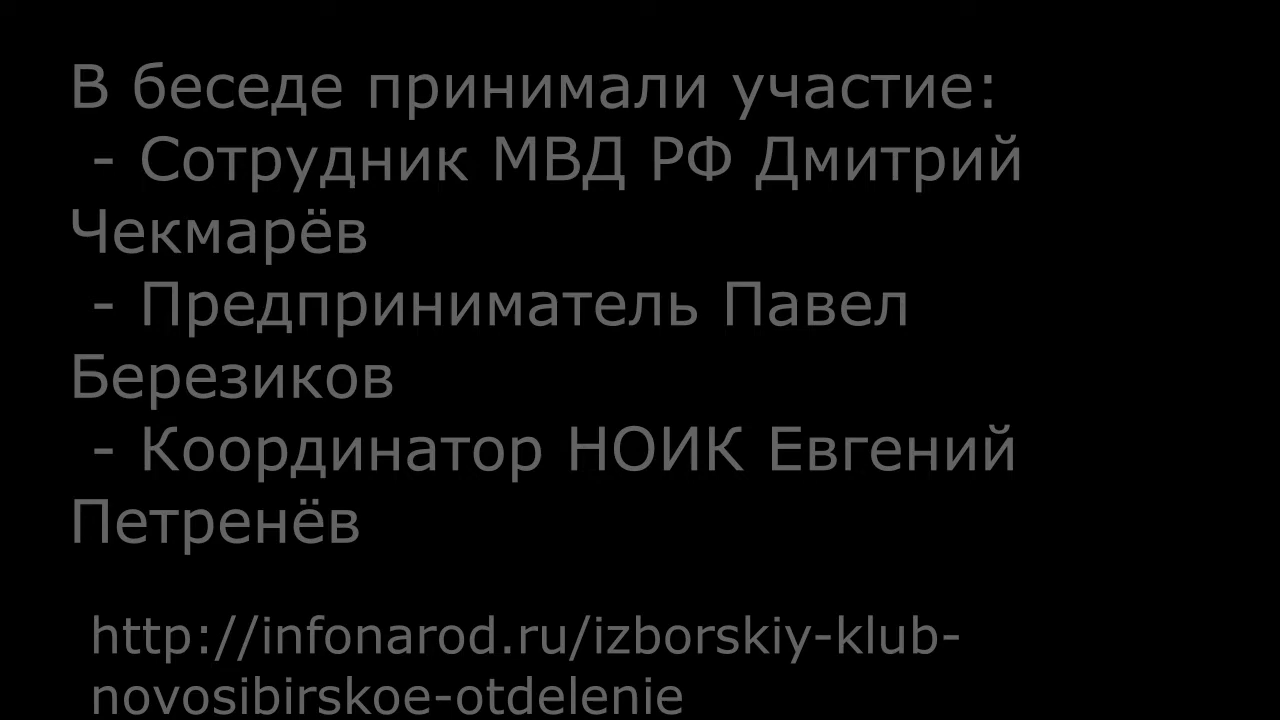 В беседе принимали участие:
- Сотрудник МВД РФ Дмитрий
Чекмарёв
- Предприниматель Павел
Березиков
- Координатор НОИК Евгений
Петренёв
http://infonarod.ru/izborskiy-klub-
novosibirskoe-otdelenie